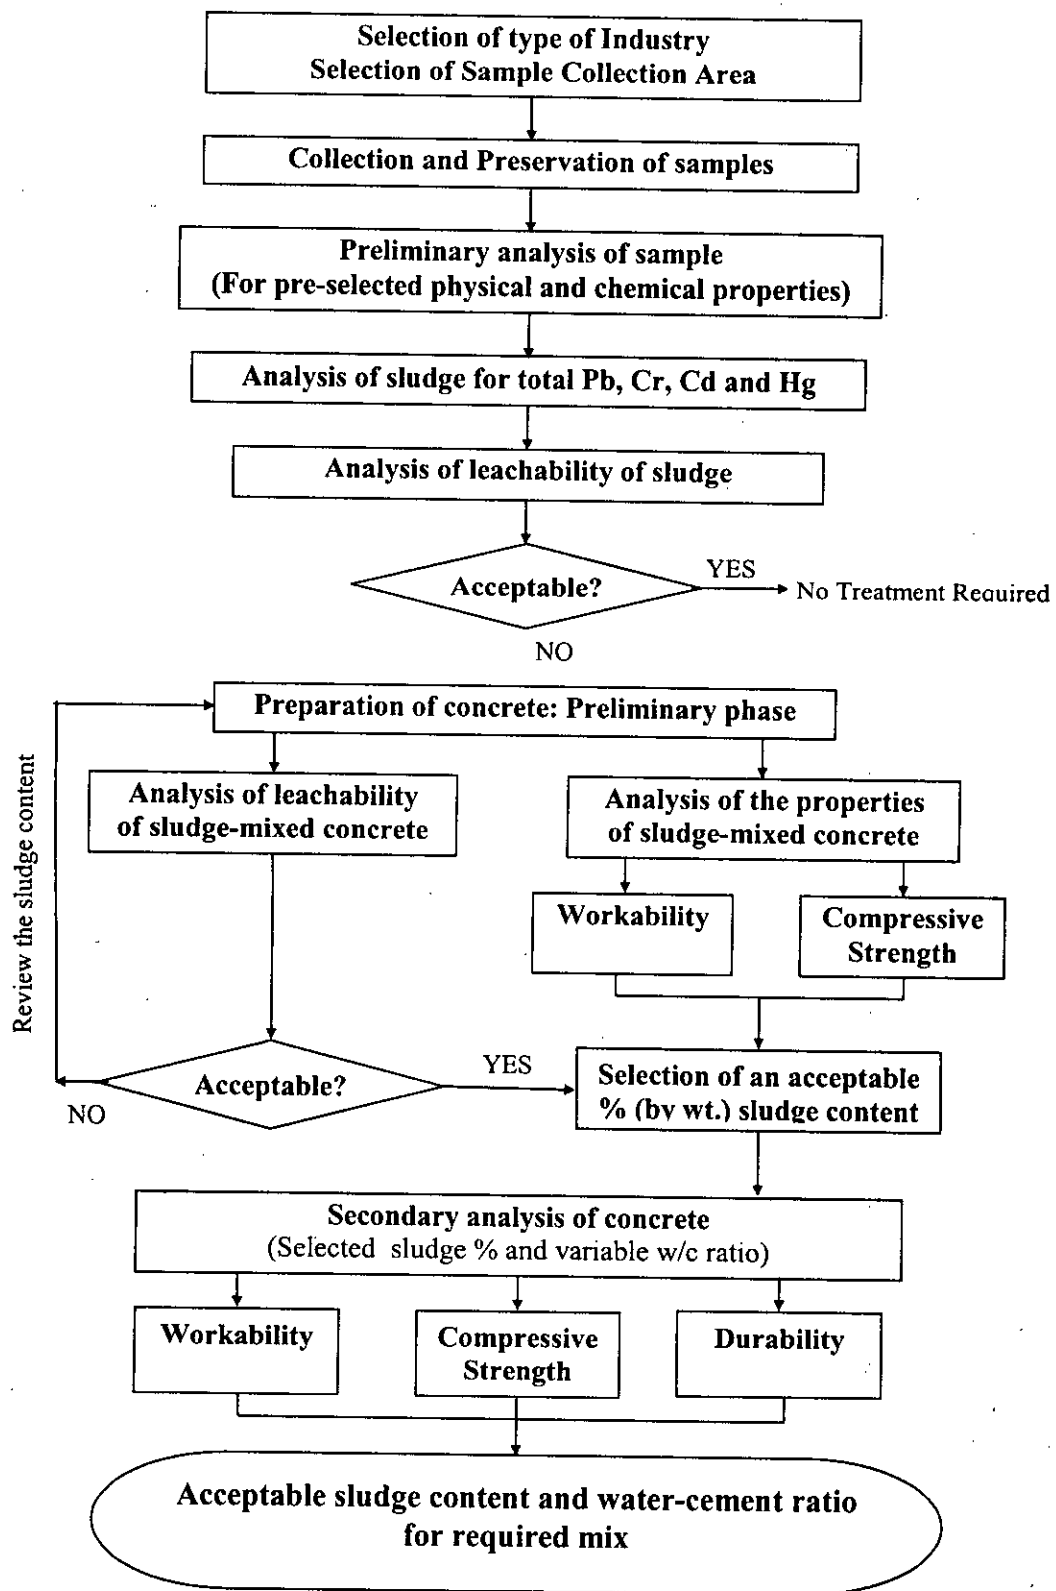 Selection of type of Industry
Selection of Sample Collection Area
Collection and Preservation of samples
Preliminary analysis of sample
(For pre-selected physical and chemical properties)
Analysis of sludge for total Pb, Cr, Cd and Hg
Analysis of leachability of sludge
Acceptable?
YES
No Treatment Required
NO
Preparation of concrete: Preliminary phase
Review the sludge content
Analysis of leachability
of sludge-mixed concrete
Analysis of the properties
of sludge-mixed concrete
Workability
Compressive
Strength
Acceptable?
YES
NO
Selection of an acceptable
% (by wt.) sludge content
Secondary analysis of concrete
(Selected sludge % and variable w/c ratio)
Workability
Compressive
Strength
Durability
Acceptable sludge content and water-cement ratio
for required mix